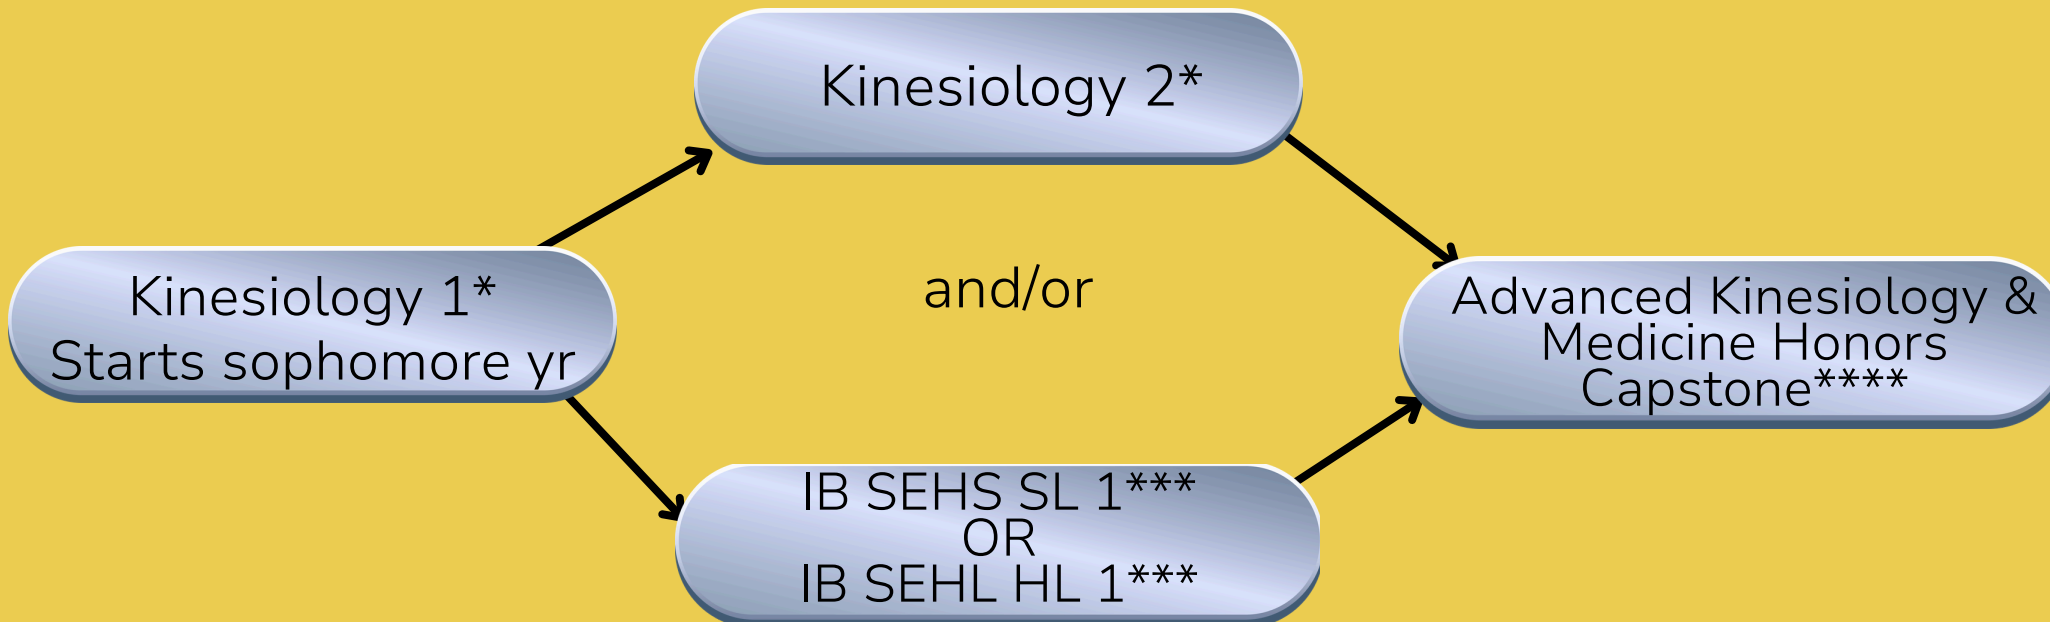 Kinesiology 2*
Kinesiology 1*
Starts sophomore yr
and/or
Advanced Kinesiology &
Medicine Honors
Capstone****
IB SEHS SL 1***
OR
IB SEHL HL 1***